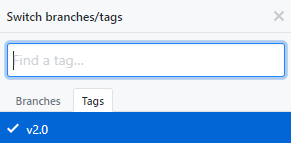 Switch branches/tags
Find a tag...
Branches Tags
v2.0